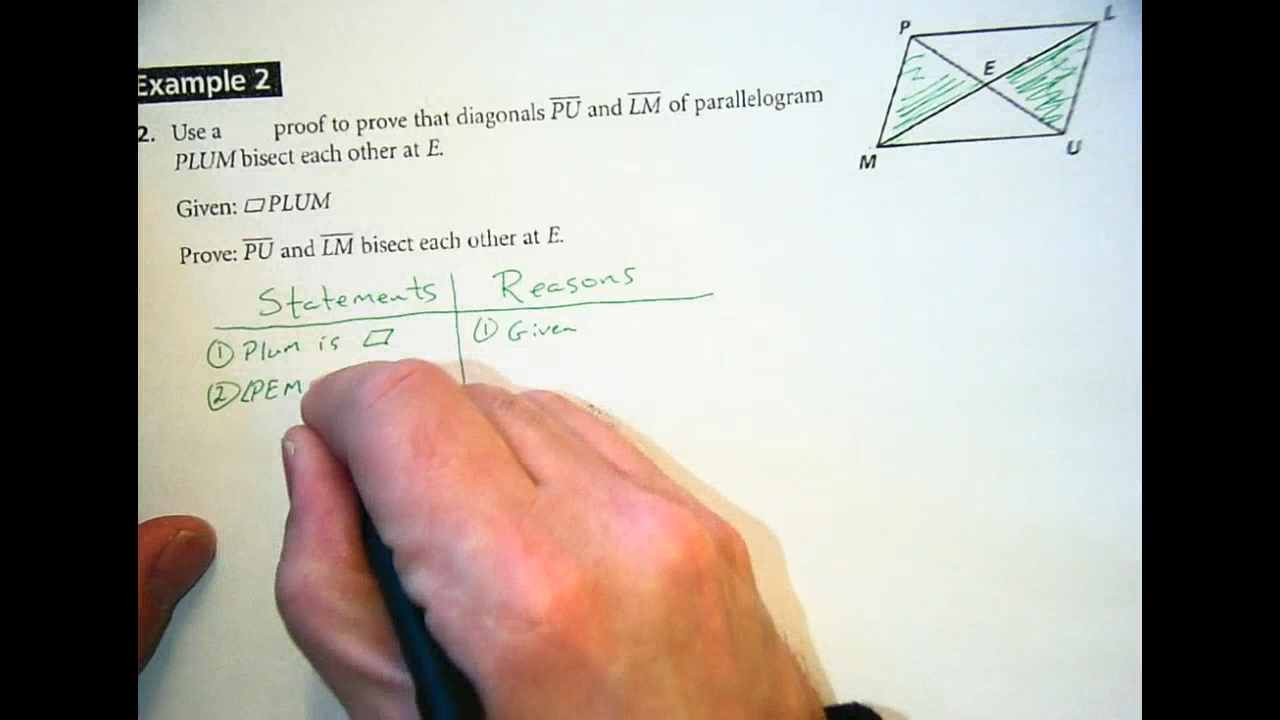 Example 2
2. Use a proof to prove that diagonals PU and LM of parallelogram
PLUM bisect each other at E.
Given: ▱PLUM
Prove: PU and LM bisect each other at E.
Statements Reasons
① Plum is ▱ ① Given
② ∠PEM
P L
E
M U